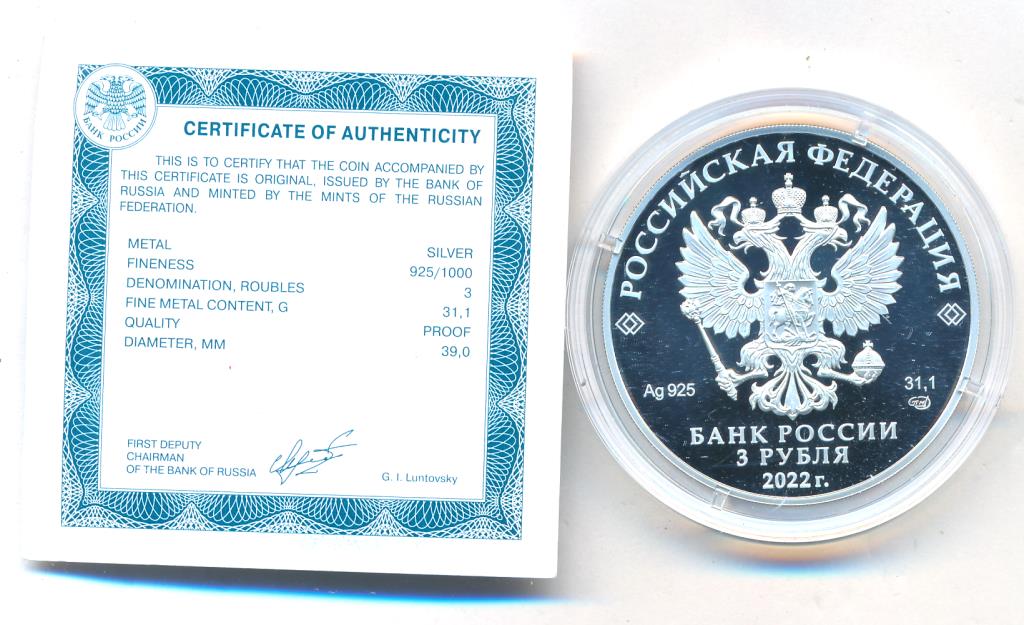 БАНК РОССИИ
CERTIFICATE OF AUTHENTICITY
THIS IS TO CERTIFY THAT THE COIN ACCOMPANIED BY
THIS CERTIFICATE IS ORIGINAL, ISSUED BY THE BANK OF
RUSSIA AND MINTED BY THE MINTS OF THE RUSSIAN
FEDERATION.
METAL SILVER
FINENESS 925/1000
DENOMINATION, ROUBLES 3
FINE METAL CONTENT, G 31,1
QUALITY PROOF
DIAMETER, MM 39,0
FIRST DEPUTY
CHAIRMAN
OF THE BANK OF RUSSIA
G. I. Luntovsky
РОССИЙСКАЯ ФЕДЕРАЦИЯ
Ag 925
31,1
БАНК РОССИИ
3 РУБЛЯ
2022 г.